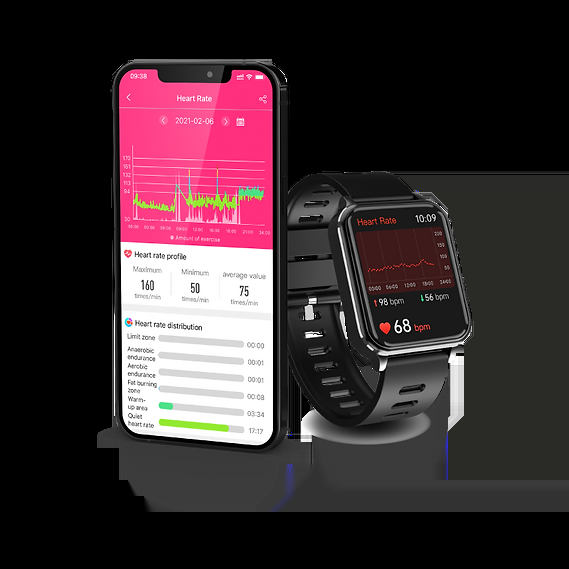 09:38
Heart Rate
2021-02-06
170
151
132
113
94
30
00:00 03:00 06:00 09:00 12:00 15:00 18:00 21:00 24:00
Amount of exercise
Heart rate profile
Maximum Minimum average value
160 50 75
times/min times/min times/min
Heart rate distribution
Limit zone 00:00
Anaerobic
endurance 00:01
Aerobic
endurance 00:01
Fat burning
zone 00:08
Warm-
up area 03:34
Quiet
heart rate 17:17
Heart Rate 10:09
200
150
100
50
00:00 06:00 12:00 18:00 24:00
↑98 bpm ↓56 bpm
68 bpm